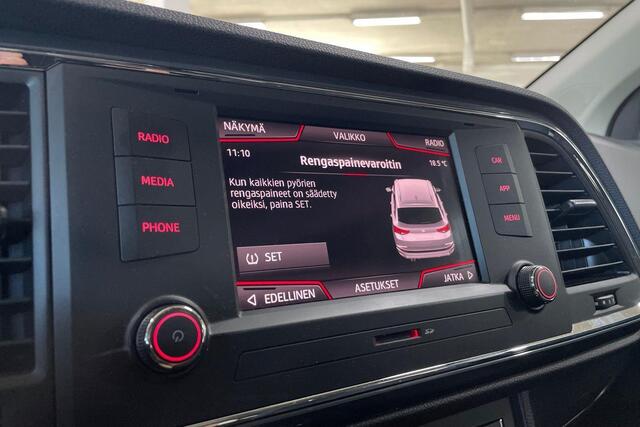 RADIO
MEDIA
PHONE
NÄKYMÄ
VALIKKO
RADIO
11:10
Rengaspainevaroitin
18.5 °C
Kun kaikkien pyörien
rengaspaineet on säädetty
oikeiksi, paina SET.
SET
EDELLINEN
ASETUKSET
JATKA
CAR
APP
MENU
SD